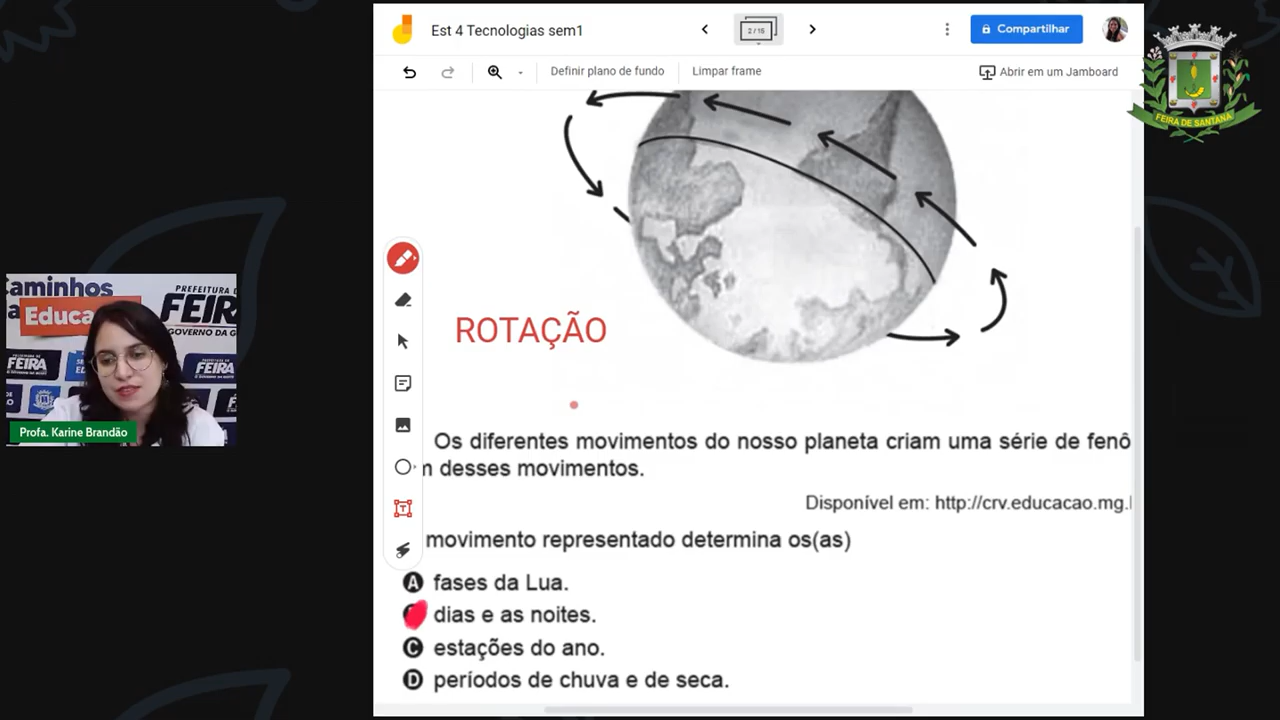 Est 4 Tecnologias sem1
2 / 15
Compartilhar
Definir plano de fundo
Limpar frame
Abrir em um Jamboard
FEIRA DE SANTANA
ROTAÇÃO
Os diferentes movimentos do nosso planeta criam uma série de fenô
desses movimentos.
Disponível em: http://crv.educacao.mg.
movimento representado determina os(as)
A fases da Lua.
dias e as noites.
C estações do ano.
D períodos de chuva e de seca.
Caminhos
Educa
PREFEITURA D
FEIR
GOVERNO DA G
FEIRA
Profa. Karine Brandão